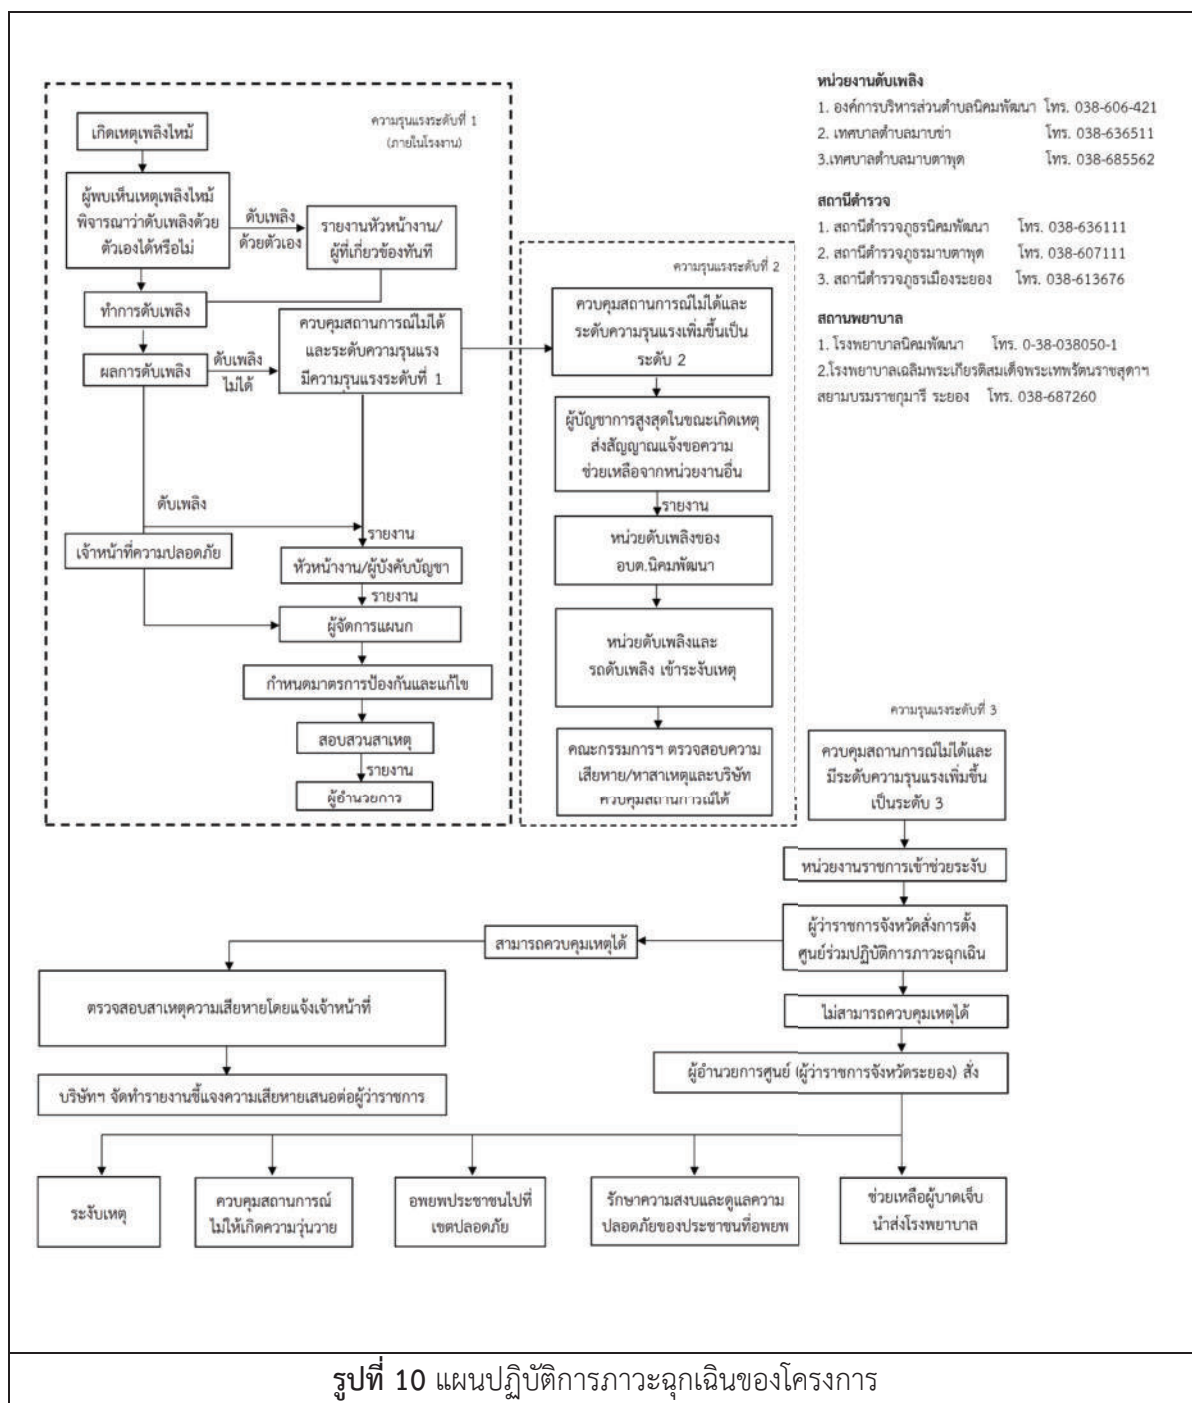 หน่วยงานดับเพลิง
1. องค์การบริหารส่วนตำบลนิคมพัฒนา โทร. 038-606-421
2. เทศบาลตำบลมาบข่า โทร. 038-636511
3.เทศบาลตำบลมาบตาพุด โทร. 038-685562
สถานีตำรวจ
1. สถานีตำรวจภูธรนิคมพัฒนา โทร. 038-636111
2. สถานีตำรวจภูธรมาบตาพุด โทร. 038-607111
3. สถานีตำรวจภูธรเมืองระยอง โทร. 038-613676
สถานพยาบาล
1. โรงพยาบาลนิคมพัฒนา โทร. 0-38-038050-1
2.โรงพยาบาลเฉลิมพระเกียรติสมเด็จพระเทพรัตนราชสุดาฯ
สยามบรมราชกุมารี ระยอง โทร. 038-687260
ความรุนแรงระดับที่ 1
(ภายในโรงงาน)
เกิดเหตุเพลิงไหม้
ผู้พบเห็นเหตุเพลิงไหม้
พิจารณาว่าดับเพลิงด้วย
ตัวเองได้หรือไม่
ดับเพลิง
ด้วยตัวเอง
รายงานหัวหน้างาน/
ผู้ที่เกี่ยวข้องทันที
ทำการดับเพลิง
ผลการดับเพลิง
ดับเพลิง
ไม่ได้
ควบคุมสถานการณ์ไม่ได้
และระดับความรุนแรง
มีความรุนแรงระดับที่ 1
ดับเพลิง
เจ้าหน้าที่ความปลอดภัย
รายงาน
หัวหน้างาน/ผู้บังคับบัญชา
รายงาน
ผู้จัดการแผนก
กำหนดมาตรการป้องกันและแก้ไข
สอบสวนสาเหตุ
รายงาน
ผู้อำนวยการ
ความรุนแรงระดับที่ 2
ควบคุมสถานการณ์ไม่ได้และ
ระดับความรุนแรงเพิ่มขึ้นเป็น
ระดับ 2
ผู้บัญชาการสูงสุดในขณะเกิดเหตุ
ส่งสัญญาณแจ้งขอความ
ช่วยเหลือจากหน่วยงานอื่น
รายงาน
หน่วยดับเพลิงของ
อบต.นิคมพัฒนา
หน่วยดับเพลิงและ
รถดับเพลิง เข้าระงับเหตุ
คณะกรรมการฯ ตรวจสอบความ
เสียหาย/หาสาเหตุและบริษัท
ควบคุมสถานการณ์ได้
ความรุนแรงระดับที่ 3
ควบคุมสถานการณ์ไม่ได้และ
มีระดับความรุนแรงเพิ่มขึ้น
เป็นระดับ 3
หน่วยงานราชการเข้าช่วยระงับ
ผู้ว่าราชการจังหวัดสั่งการตั้ง
ศูนย์ร่วมปฏิบัติการภาวะฉุกเฉิน
สามารถควบคุมเหตุได้
ตรวจสอบสาเหตุความเสียหายโดยแจ้งเจ้าหน้าที่
บริษัทฯ จัดทำรายงานชี้แจงความเสียหายเสนอต่อผู้ว่าราชการ
ไม่สามารถควบคุมเหตุได้
ผู้อำนวยการศูนย์ (ผู้ว่าราชการจังหวัดระยอง) สั่ง
ระงับเหตุ
ควบคุมสถานการณ์
ไม่ให้เกิดความวุ่นวาย
อพยพประชาชนไปที่
เขตปลอดภัย
รักษาความสงบและดูแลความ
ปลอดภัยของประชาชนที่อพยพ
ช่วยเหลือผู้บาดเจ็บ
นำส่งโรงพยาบาล
รูปที่ 10 แผนปฏิบัติการภาวะฉุกเฉินของโครงการ